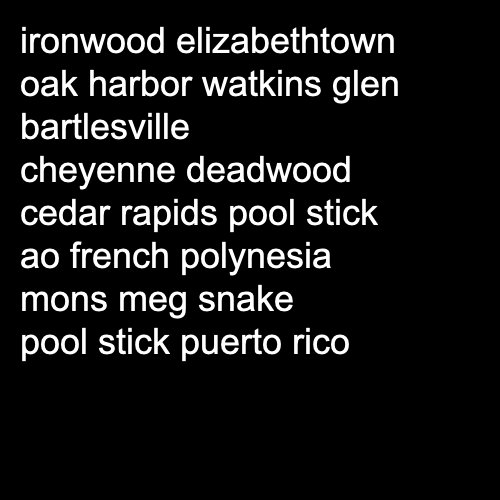 ironwood elizabethtown
oak harbor watkins glen
bartlesville
cheyenne deadwood
cedar rapids pool stick
ao french polynesia
mons meg snake
pool stick puerto rico